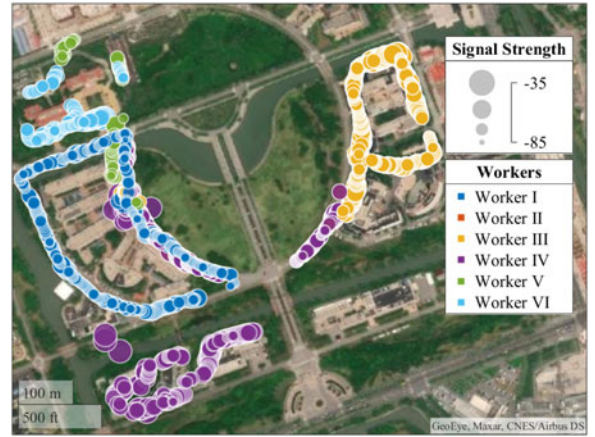 Signal Strength
-35
-85
Workers
Worker I
Worker II
Worker III
Worker IV
Worker V
Worker VI
100 m
500 ft
GeoEye, Maxar, CNES/Airbus DS